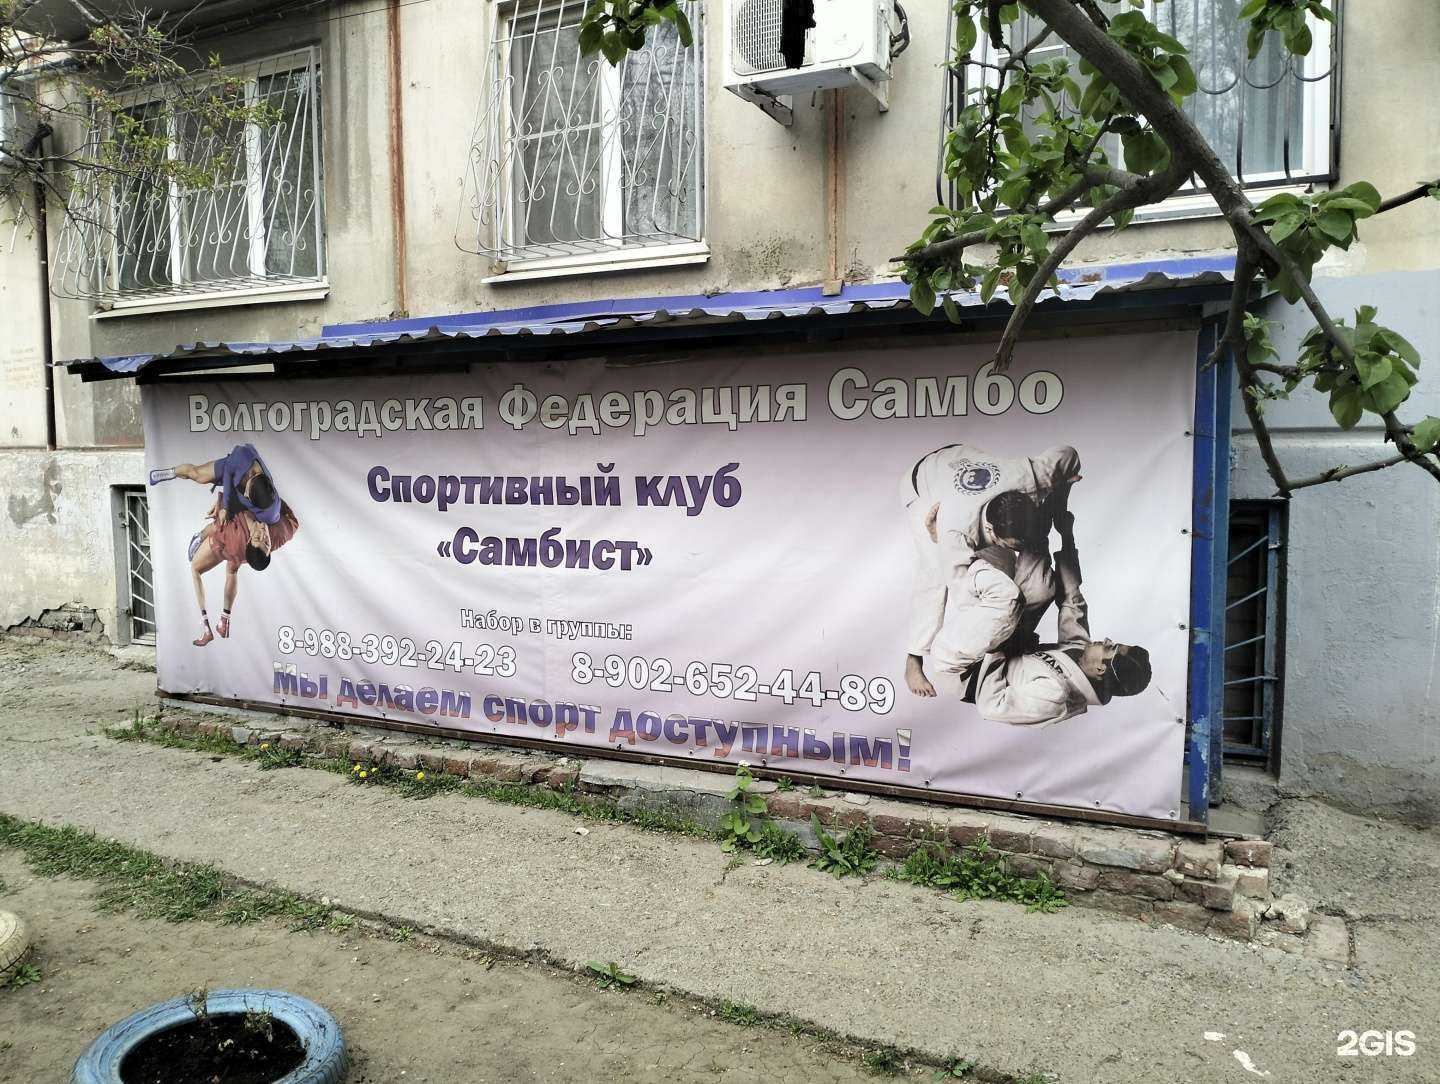 Волгоградская Федерация Самбо
Спортивный клуб
«Самбист»
Набор в группы:
8-988-392-24-23 8-902-652-44-89
Мы делаем спорт доступным!
2GIS